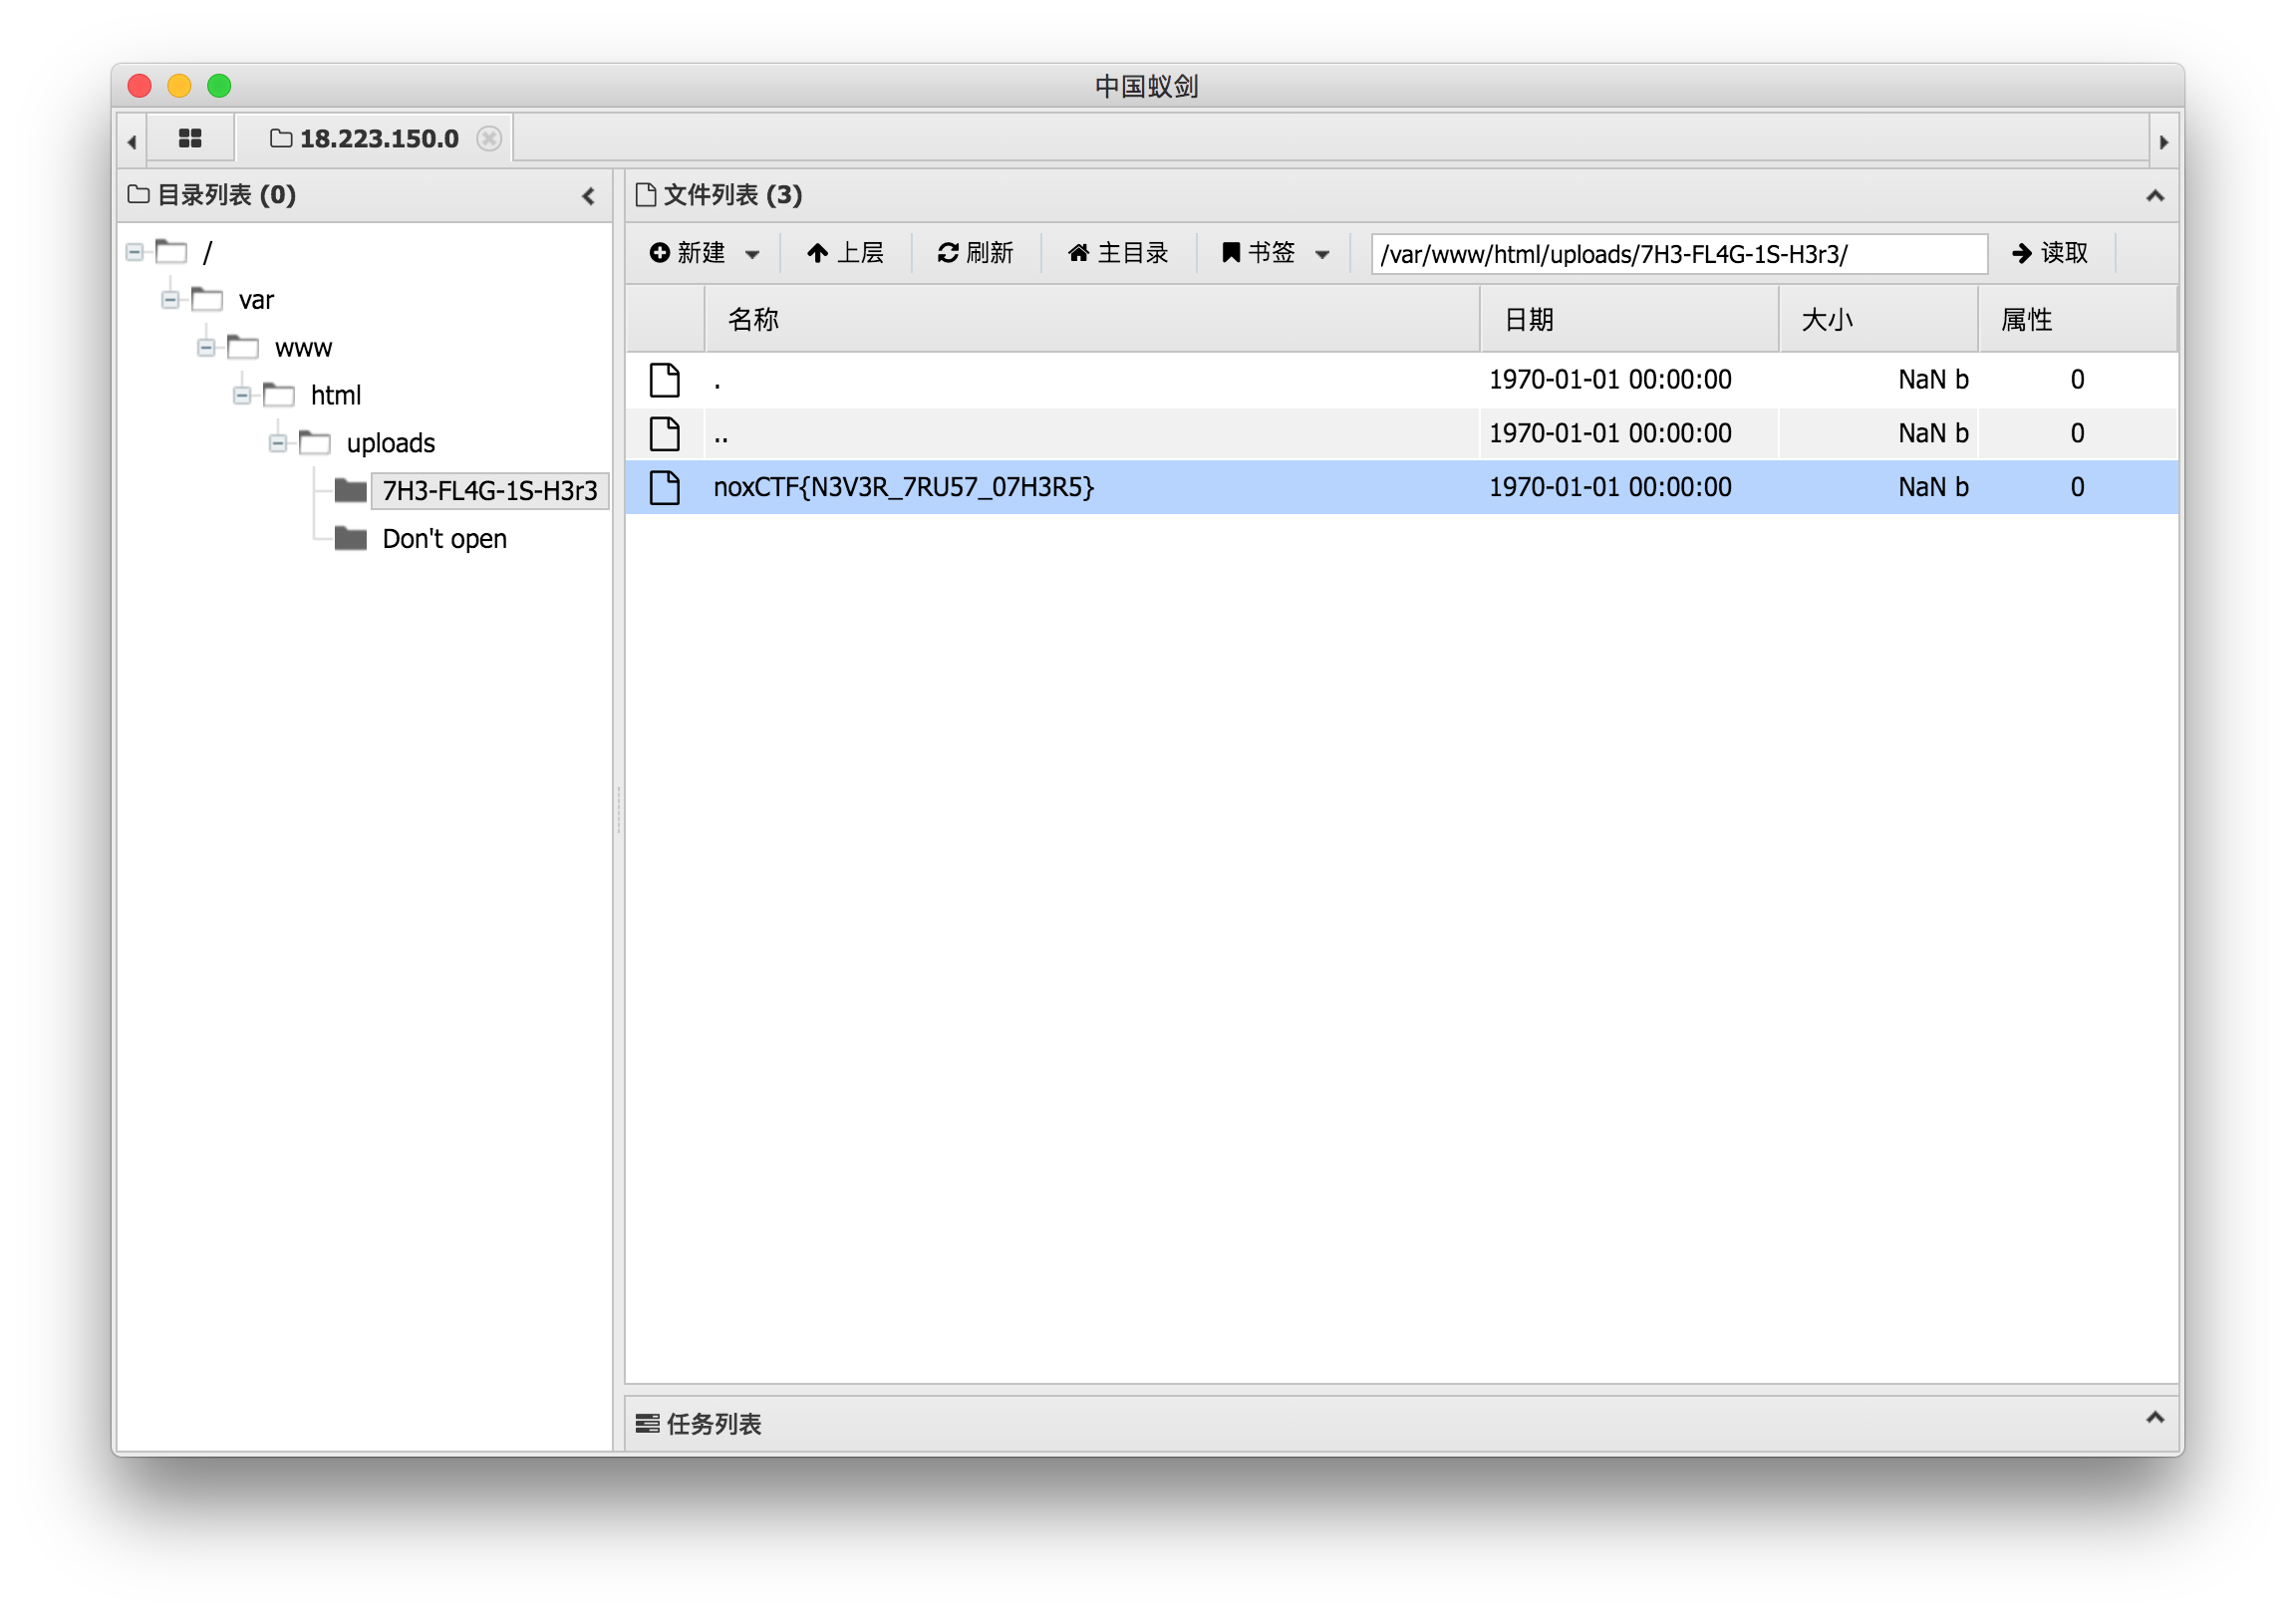 中国蚁剑
18.223.150.0
目录列表 (0)
/
var
www
html
uploads
7H3-FL4G-1S-H3r3
Don't open
文件列表 (3)
新建 上层 刷新 主目录 书签 /var/www/html/uploads/7H3-FL4G-1S-H3r3/ 读取
名称 日期 大小 属性
. 1970-01-01 00:00:00 NaN b 0
.. 1970-01-01 00:00:00 NaN b 0
noxCTF{N3V3R_7RU57_07H3R5} 1970-01-01 00:00:00 NaN b 0
任务列表